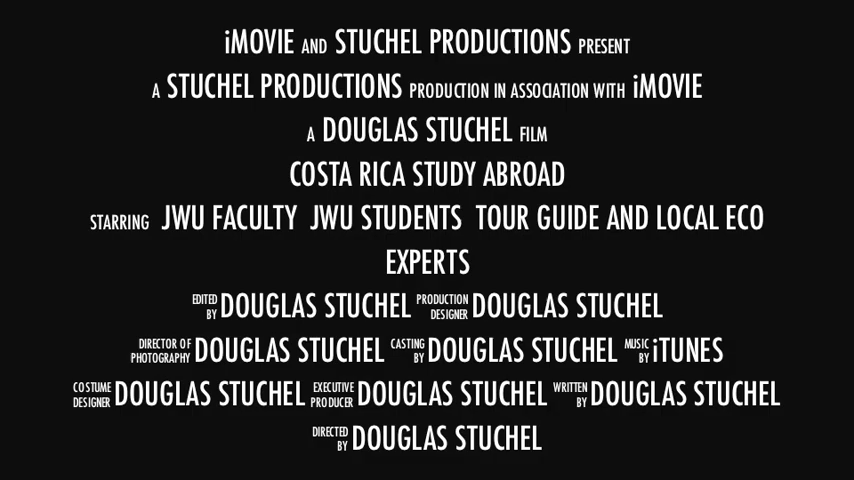 iMOVIE AND STUCHEL PRODUCTIONS PRESENT
A STUCHEL PRODUCTIONS PRODUCTION IN ASSOCIATION WITH iMOVIE
A DOUGLAS STUCHEL FILM
COSTA RICA STUDY ABROAD
STARRING JWU FACULTY JWU STUDENTS TOUR GUIDE AND LOCAL ECO
EXPERTS
EDITED BY DOUGLAS STUCHEL PRODUCTION DESIGNER DOUGLAS STUCHEL
DIRECTOR OF PHOTOGRAPHY DOUGLAS STUCHEL CASTING BY DOUGLAS STUCHEL MUSIC BY iTUNES
COSTUME DESIGNER DOUGLAS STUCHEL EXECUTIVE PRODUCER DOUGLAS STUCHEL WRITTEN BY DOUGLAS STUCHEL
DIRECTED BY DOUGLAS STUCHEL